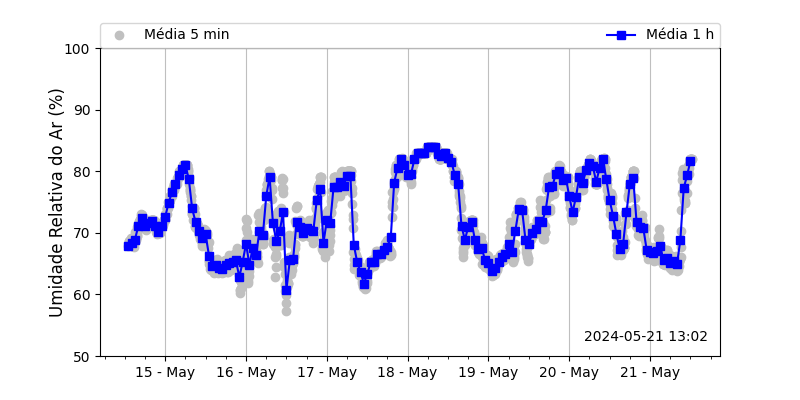 Média 5 min
Média 1 h
Umidade Relativa do Ar (%)
100
90
80
70
60
50
2024-05-21 13:02
15 - May
16 - May
17 - May
18 - May
19 - May
20 - May
21 - May